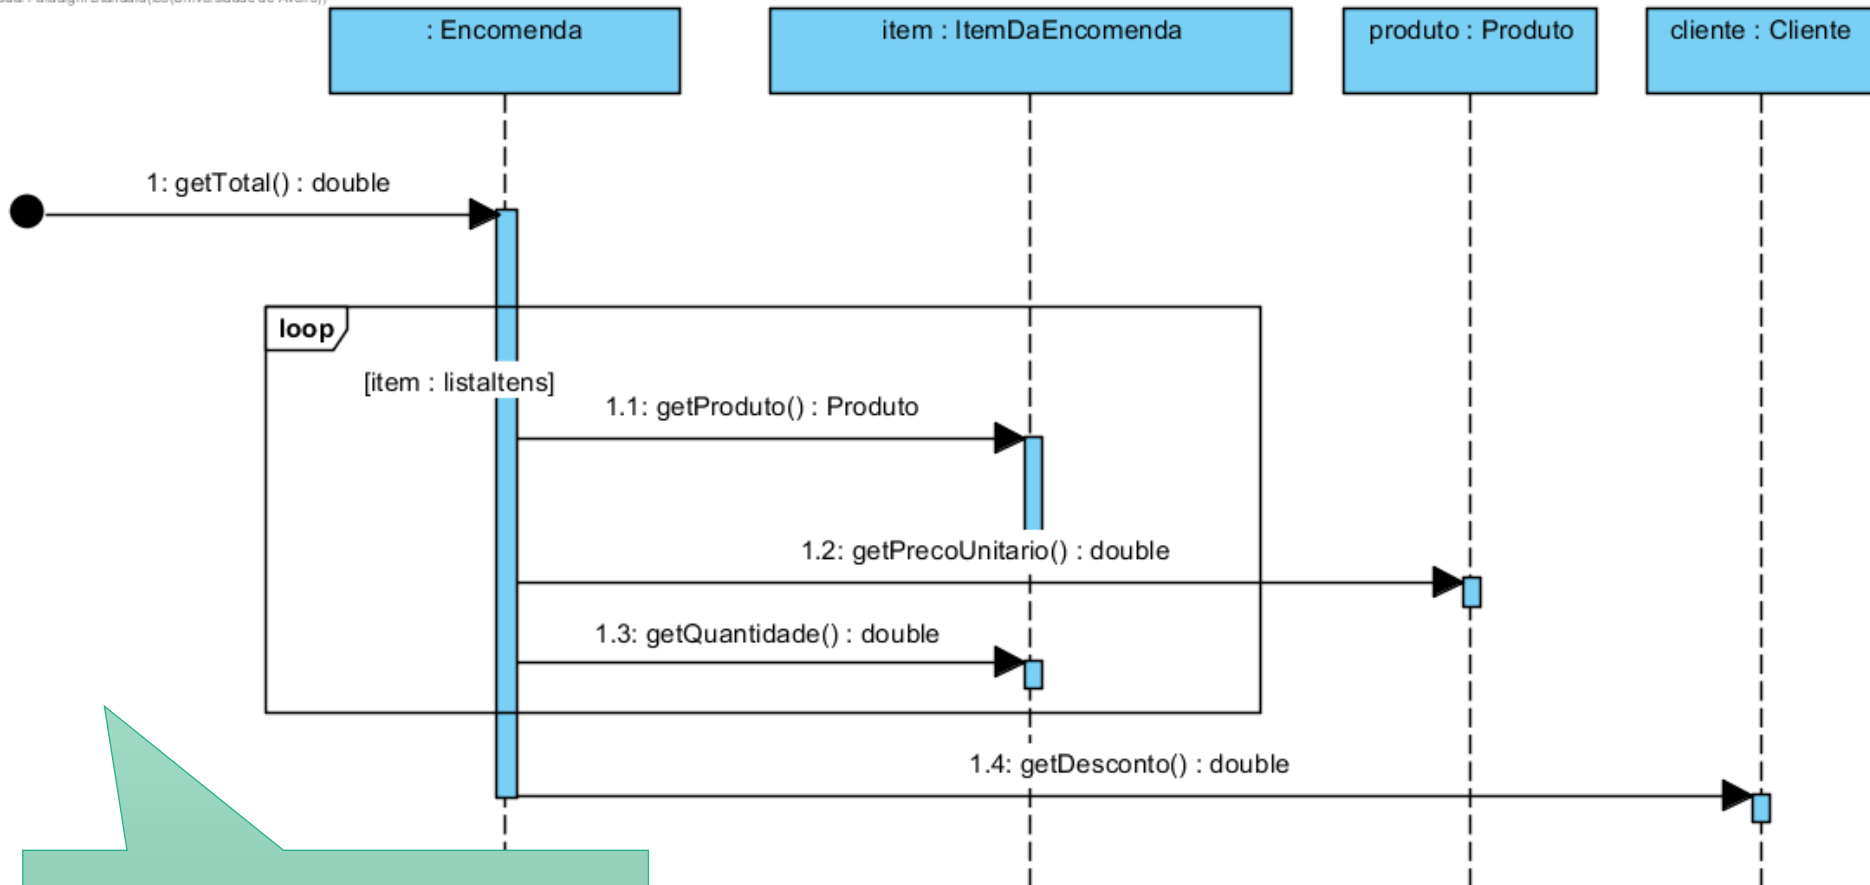 : Encomenda
item : ItemDaEncomenda
produto : Produto
cliente : Cliente
1: getTotal() : double
loop
[item : listaItens]
1.1: getProduto() : Produto
1.2: getPrecoUnitario() : double
1.3: getQuantidade() : double
1.4: getDesconto() : double